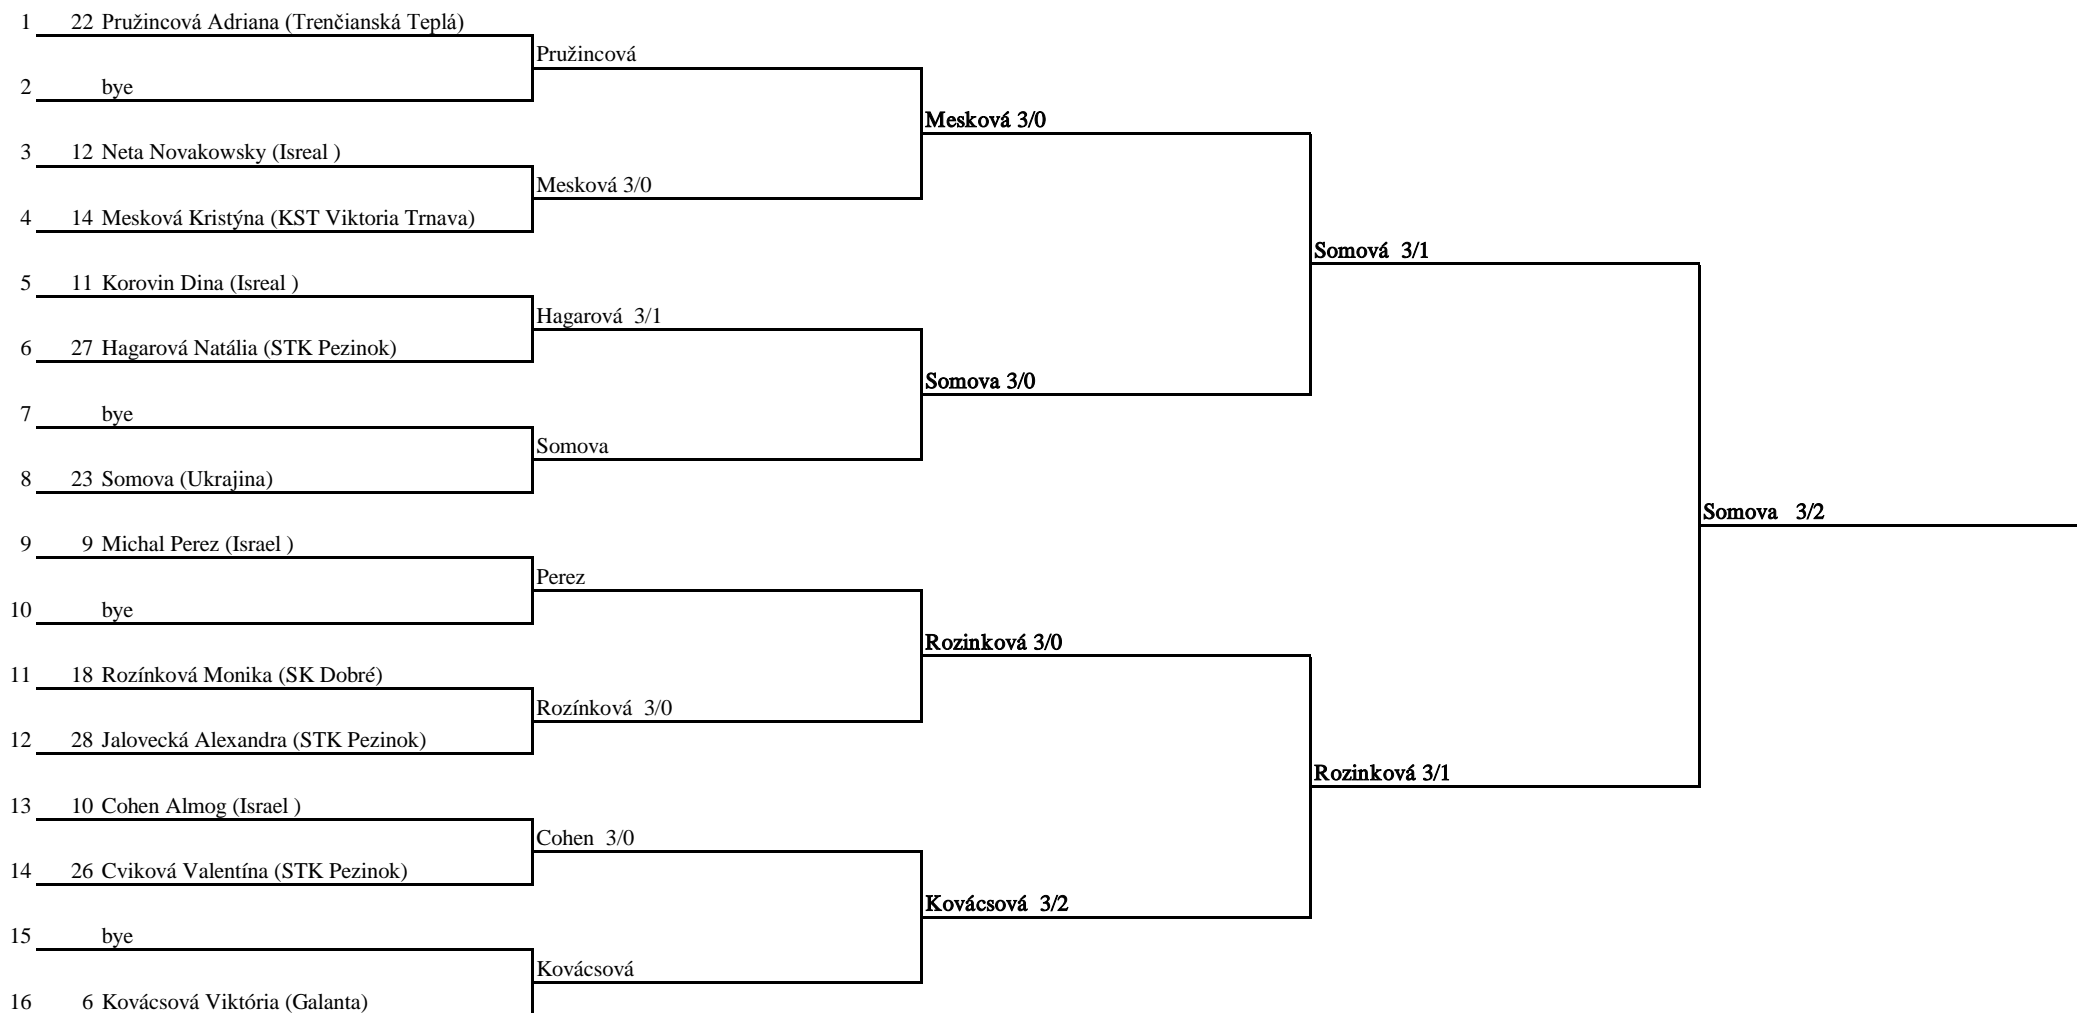 1 22 Pružincová Adriana (Trenčianská Teplá)
Pružincová
2 bye
Mesková 3/0
3 12 Neta Novakowsky (Isreal )
Mesková 3/0
4 14 Mesková Kristýna (KST Viktoria Trnava)
Somová 3/1
5 11 Korovin Dina (Isreal )
Hagarová 3/1
6 27 Hagarová Natália (STK Pezinok)
Somova 3/0
7 bye
Somova
8 23 Somova (Ukrajina)
Somova 3/2
9 9 Michal Perez (Israel )
Perez
10 bye
Rozinková 3/0
11 18 Rozínková Monika (SK Dobré)
Rozínková 3/0
12 28 Jalovecká Alexandra (STK Pezinok)
Rozinková 3/1
13 10 Cohen Almog (Israel )
Cohen 3/0
14 26 Cviková Valentína (STK Pezinok)
Kovácsová 3/2
15 bye
Kovácsová
16 6 Kovácsová Viktória (Galanta)